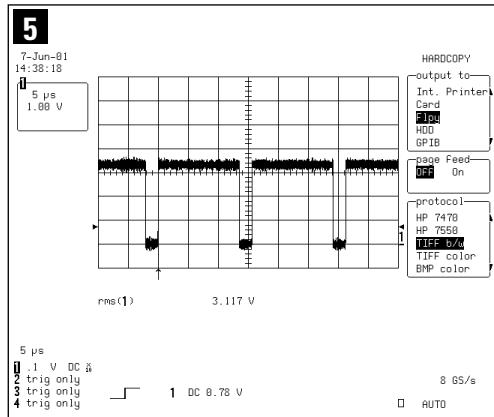 5
7-Jun-01
14:38:18
1
5 µs
1.00 V
HARDCOPY
output to
Int. Printer
Card
Flpy
HDD
GPIB
page feed
OFF On
protocol
HP 7470
HP 7550
TIFF b/w
TIFF color
BMP color
1
rms(1) 3.117 V
5 µs
1 .1 V DC
2 trig only
3 trig only
4 trig only
1 DC 0.78 V
8 GS/s
AUTO